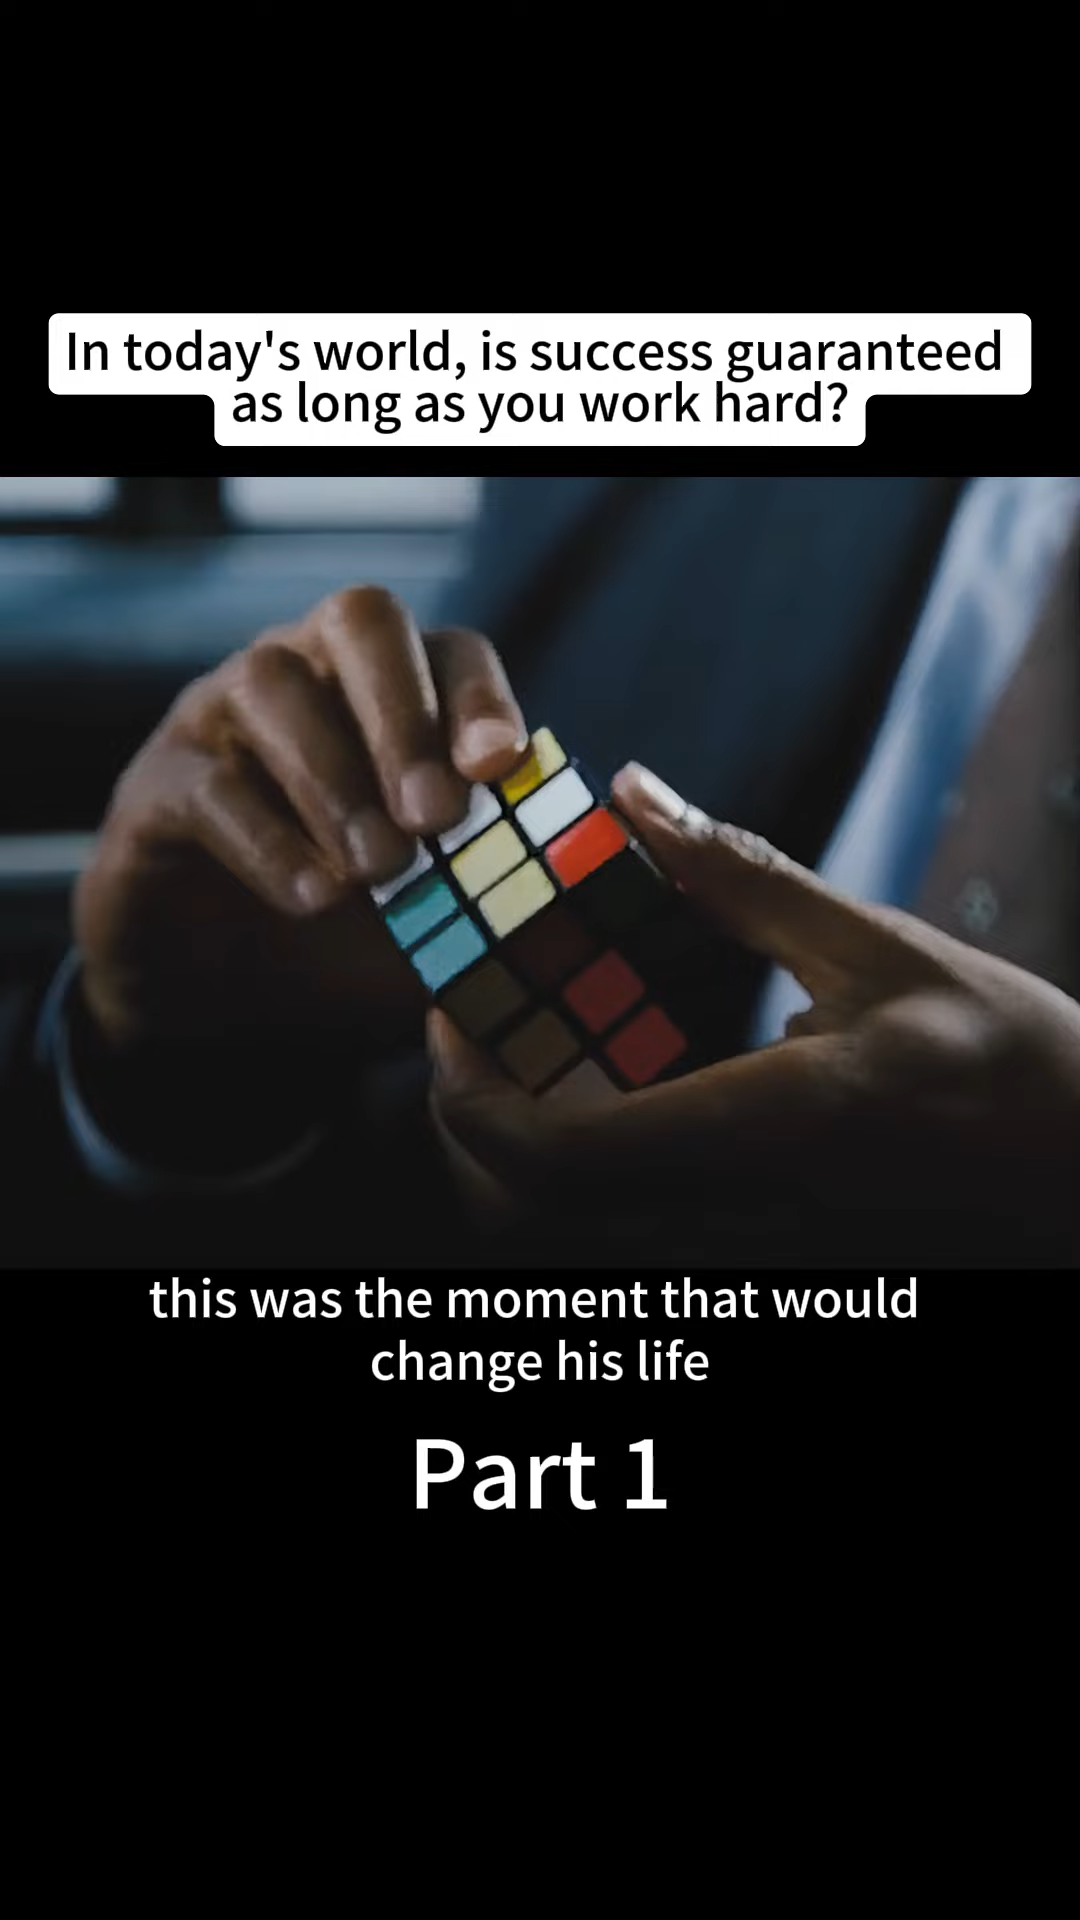 In today's world, is success guaranteed
as long as you work hard?
this was the moment that would
change his life
Part 1